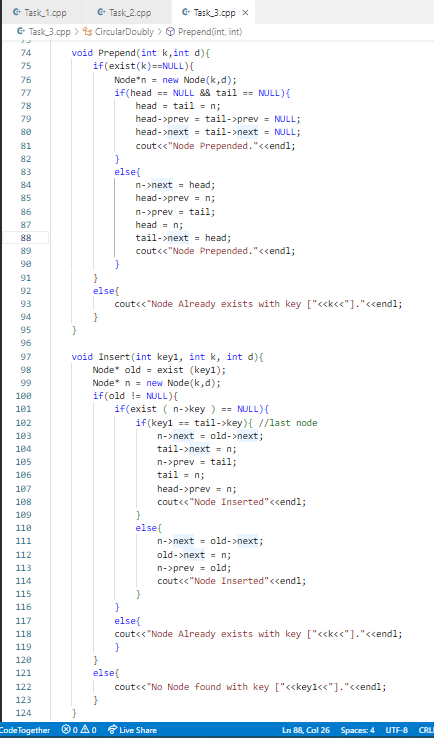 Task_1.cpp Task_2.cpp Task_3.cpp ×
Task_3.cpp > CircularDoubly > Prepend(int, int)
74 void Prepend(int k,int d){
75 if(exist(k)==NULL){
76 Node*n = new Node(k,d);
77 if(head == NULL && tail == NULL){
78 head = tail = n;
79 head->prev = tail->prev = NULL;
80 head->next = tail->next = NULL;
81 cout<<"Node Prepended."<<endl;
82 }
83 else{
84 n->next = head;
85 head->prev = n;
86 n->prev = tail;
87 head = n;
88 tail->next = head;
89 cout<<"Node Prepended."<<endl;
90 }
91 }
92 else{
93 cout<<"Node Already exists with key ["<<k<<"]."<<endl;
94 }
95 }
96
97 void Insert(int key1, int k, int d){
98 Node* old = exist (key1);
99 Node* n = new Node(k,d);
100 if(old != NULL){
101 if(exist ( n->key ) == NULL){
102 if(key1 == tail->key){ //last node
103 n->next = old->next;
104 tail->next = n;
105 n->prev = tail;
106 tail = n;
107 head->prev = n;
108 cout<<"Node Inserted"<<endl;
109 }
110 else{
111 n->next = old->next;
112 old->next = n;
113 n->prev = old;
114 cout<<"Node Inserted"<<endl;
115 }
116 }
117 else{
118 cout<<"Node Already exists with key ["<<k<<"]."<<endl;
119 }
120 }
121 else{
122 cout<<"No Node found with key ["<<key1<<"]."<<endl;
123 }
124 }
CodeTogether 0 0 Live Share Ln 88, Col 26 Spaces: 4 UTF-8 CRL